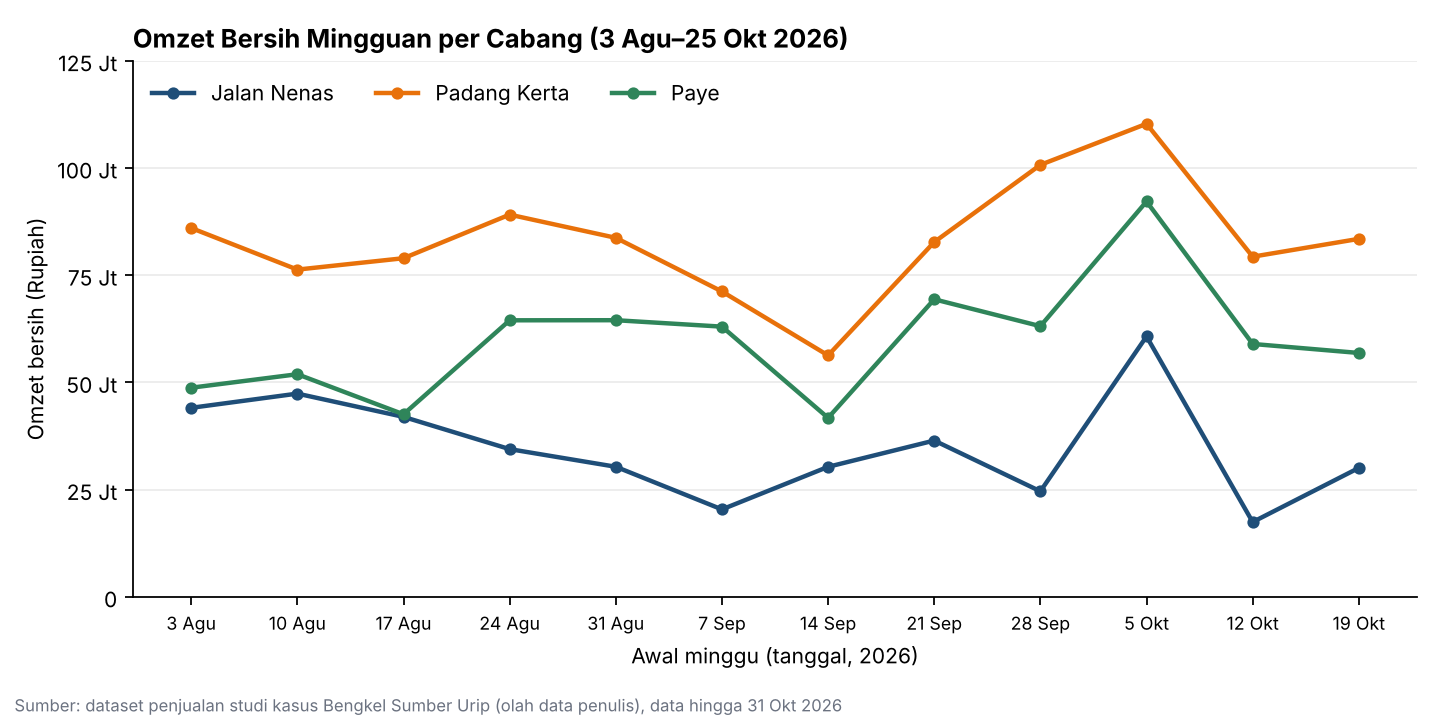 Omzet Bersih Mingguan per Cabang (3 Agu–25 Okt 2026)
125 Jt
Jalan Nenas Padang Kerta Paye
100 Jt
75 Jt
50 Jt
25 Jt
0
Omzet bersih (Rupiah)
3 Agu 10 Agu 17 Agu 24 Agu 31 Agu 7 Sep 14 Sep 21 Sep 28 Sep 5 Okt 12 Okt 19 Okt
Awal minggu (tanggal, 2026)
Sumber: dataset penjualan studi kasus Bengkel Sumber Urip (olah data penulis), data hingga 31 Okt 2026